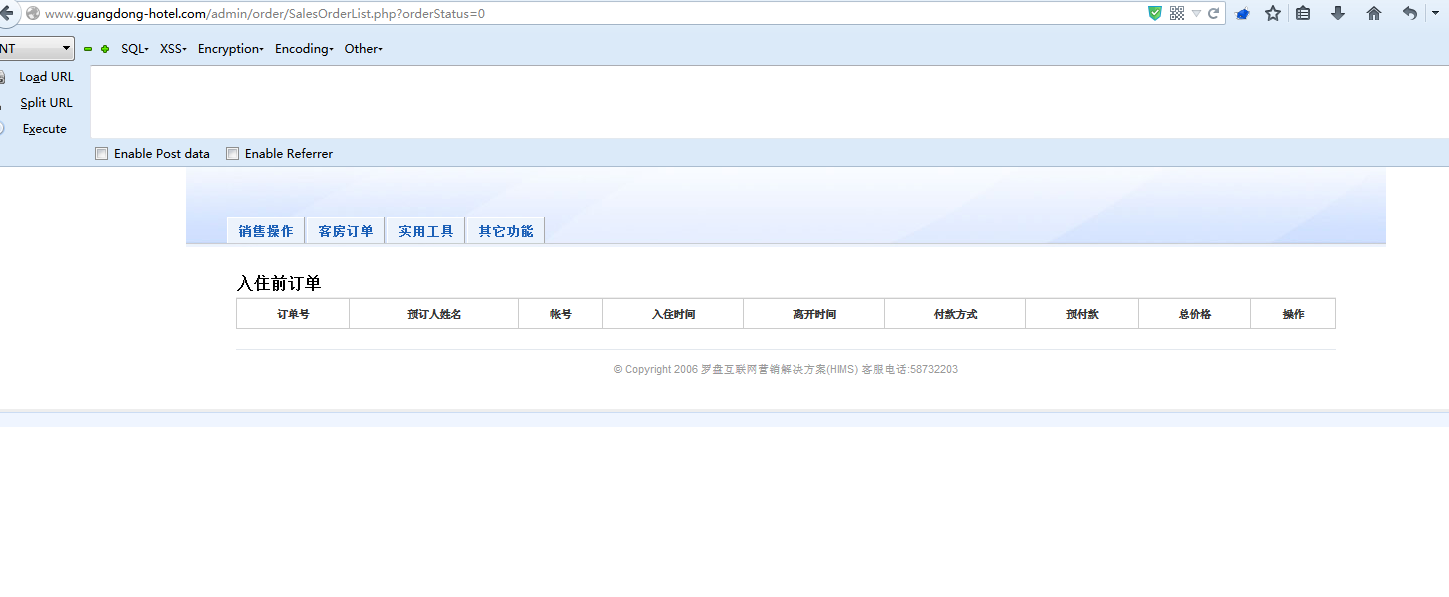 www.guangdong-hotel.com/admin/order/SalesOrderList.php?orderStatus=0
NT SQL XSS Encryption Encoding Other
Load URL
Split URL
Execute
Enable Post data Enable Referrer
销售操作 客房订单 实用工具 其它功能
入住前订单
订单号 预订人姓名 帐号 入住时间 离开时间 付款方式 预付款 总价格 操作
© Copyright 2006 罗盘互联网营销解决方案(HIMS) 客服电话:58732203